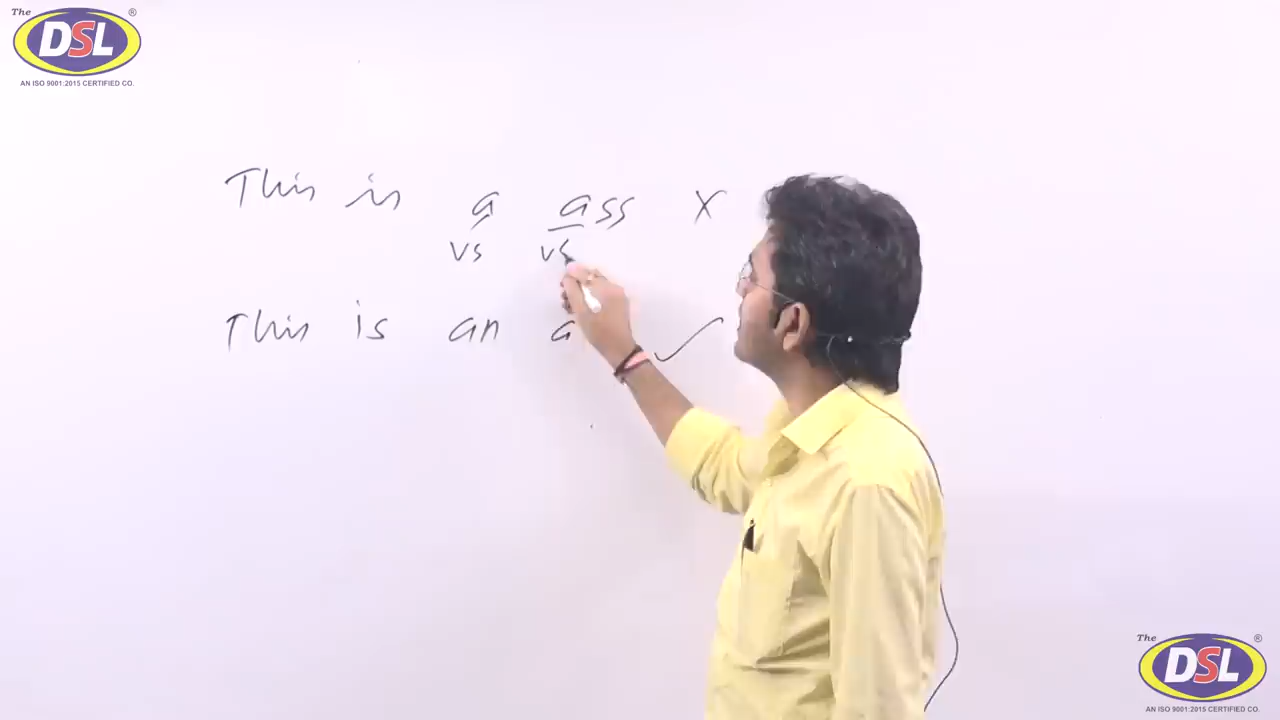 The ®
DSL
AN ISO 9001:2015 CERTIFIED CO.
This is a ass X
vs vs
This is an a
The ®
DSL
AN ISO 9001:2015 CERTIFIED CO.